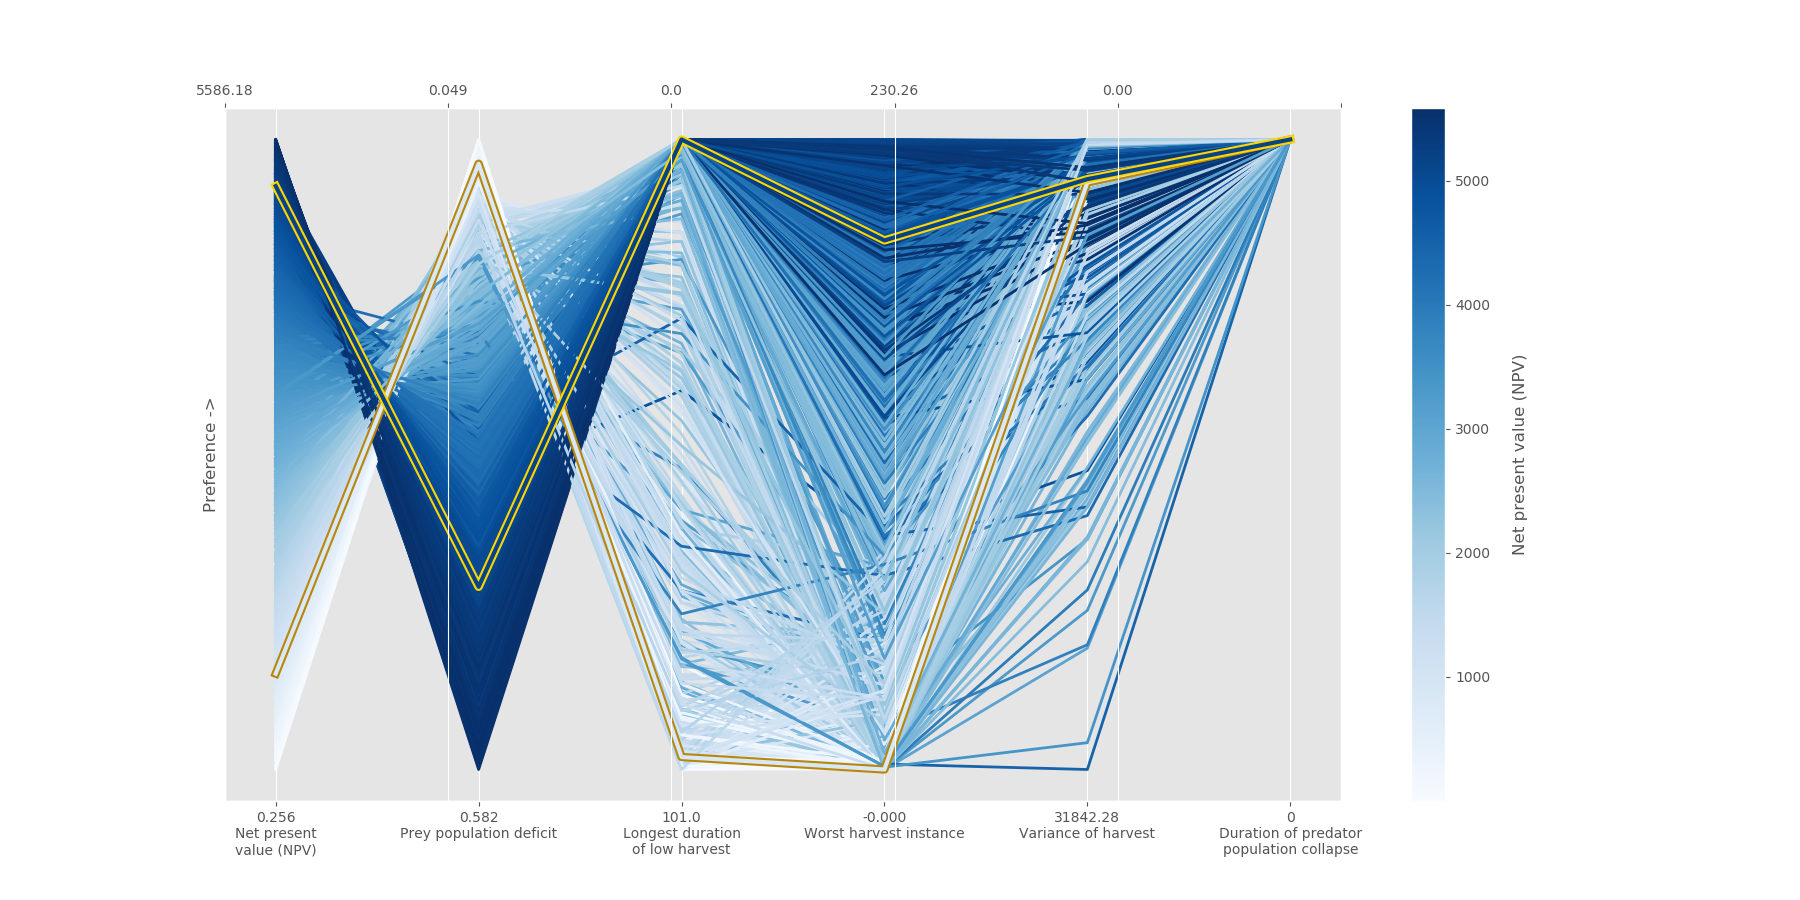 5586.18 0.049 0.0 230.26 0.00
Preference ->
5000
4000
3000
2000
1000
Net present value (NPV)
0.256 0.582 101.0 -0.000 31842.28 0
Net present Prey population deficit Longest duration Worst harvest instance Variance of harvest Duration of predator
value (NPV) of low harvest population collapse